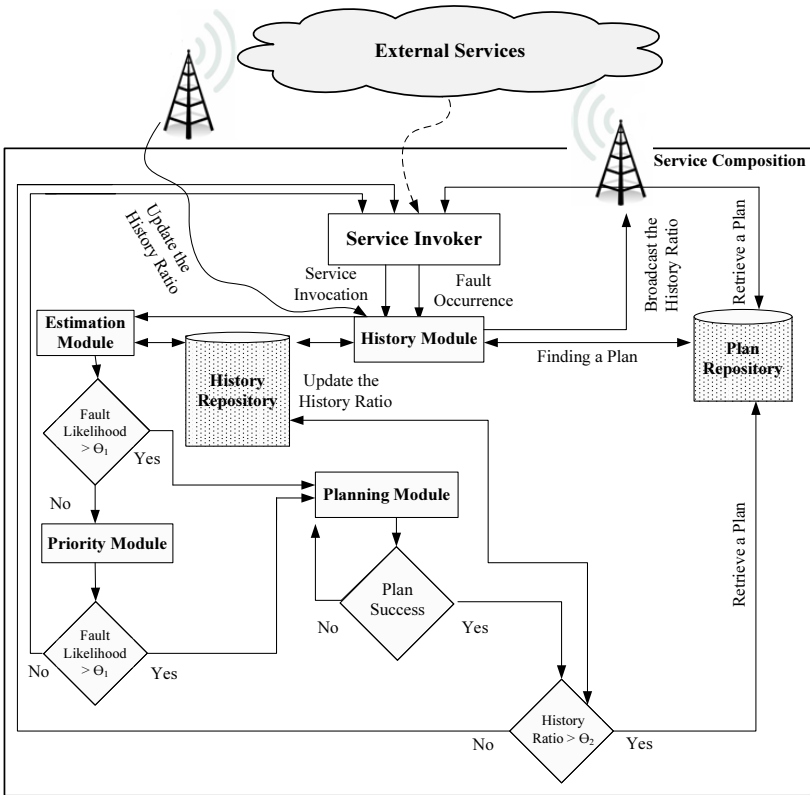 External Services
Service Composition
Update the
History Ratio
Service Invoker
Service
Invocation
Fault
Occurrence
Broadcast the
History Ratio
Retrieve a Plan
Estimation
Module
History Module
Plan
Repository
Finding a Plan
History
Repository
Update the
History Ratio
Fault
Likelihood
> Θ₁
Yes
No
Planning Module
Priority Module
Plan
Success
No
Yes
Retrieve a Plan
Fault
Likelihood
> Θ₁
No
Yes
History
Ratio > Θ₂
No
Yes